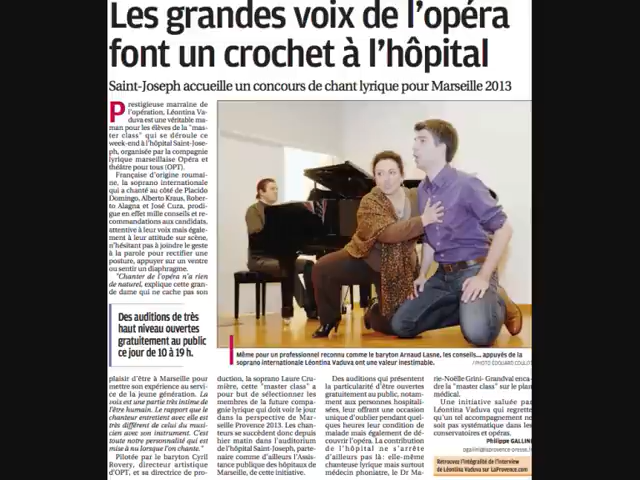 Les grandes voix de l'opéra
font un crochet à l'hôpital
Saint-Joseph accueille un concours de chant lyrique pour Marseille 2013
Prestigieuse marraine de
l'opération, Léontina Va-
duva est une véritable ma-
man pour les élèves de la "mas-
ter class" qui se déroule ce
week-end à l'hôpital Saint-Jose-
ph, organisée par la compagnie
lyrique marseillaise Opéra et
théâtre pour tous (OPT).
Française d'origine roumai-
ne, la soprano internationale
qui a chanté au côté de Placido
Domingo, Alberto Kraus, Rober-
to Alagna et José Cura, prodi-
gue en effet mille conseils et re-
commandations aux candidats,
attentive à leur voix mais égale-
ment à leur attitude sur scène,
n'hésitant pas à joindre le geste
à la parole pour rectifier une
posture, appuyer sur un ventre
ou sentir un diaphragme.
"Chanter de l'opéra n'a rien
de naturel, explique cette gran-
de dame qui ne cache pas son
Des auditions de très
haut niveau ouvertes
gratuitement au public
ce jour de 10 à 19 h.
plaisir d'être à Marseille pour
mettre son expérience au servi-
ce de la jeune génération. La
voix est une partie très intime de
l'être humain. Le rapport que le
chanteur entretient avec elle est
très différent de celui du musi-
cien avec son instrument.
C'est toute notre personnalité qui est
mise à nu lorsque l'on chante."
Pilotée par le baryton Cyril
Rovery, directeur artistique
d'OPT, et sa directrice de pro-
Même pour un professionnel reconnu comme le baryton Arnaud Lasne, les conseils... appuyés de la
soprano internationale Léontina Vaduva ont une valeur inestimable.
/ PHOTO EDOUARD COULOT
duction, la soprano Laure Cru-
mière, cette "master class" a
pour but de sélectionner les
membres de la future compa-
gnie lyrique qui doit voir le jour
dans la perspective de Marseille
Provence 2013. Les chan-
teurs se succèdent donc depuis
hier matin dans l'auditorium
de l'hôpital Saint-Joseph, parte-
naire comme d'ailleurs l'Assis-
tance publique des hôpitaux de
Marseille, de cette initiative.
Des auditions qui présentent
la particularité d'être ouvertes
gratuitement au public, notam-
ment aux personnes hospitali-
sées, leur offrant une occasion
unique d'oublier pendant quel-
ques heures leur condition de
malade mais également de dé-
couvrir l'opéra. La contribution
de l'hôpital ne s'arrête
d'ailleurs pas là : elle-même
chanteuse lyrique mais surtout
médecin phoniatre, le Dr Ma-
rie-Noëlle Grini-Grandval enca-
dre la "master class" sur le plan
médical.
Une initiative saluée par
Léontina Vaduva qui regrette
qu'un tel accompagnement ne
soit pas systématique dans les
conservatoires et opéras.
Philippe GALLINI
pgallini@laprovence-presse.fr
Retrouvez l'intégralité de l'interview
de Léontina Vaduva sur LaProvence.com